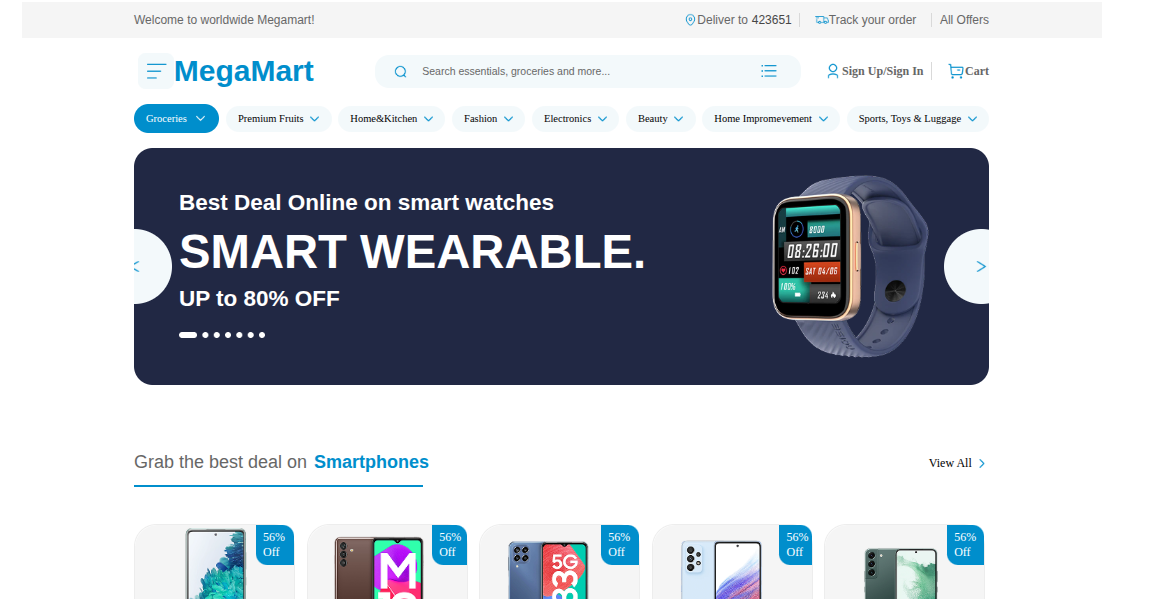 Welcome to worldwide Megamart!
Deliver to 423651
Track your order
All Offers
MegaMart
Search essentials, groceries and more...
Sign Up/Sign In
Cart
Groceries
Premium Fruits
Home&Kitchen
Fashion
Electronics
Beauty
Home Impromevement
Sports, Toys & Luggage
Best Deal Online on smart watches
SMART WEARABLE.
UP to 80% OFF
AM
8000
08:26:00
102
SAT 04/06
100%
234
Grab the best deal on Smartphones
View All
56%
Off
56%
Off
56%
Off
56%
Off
56%
Off
M
5G
33